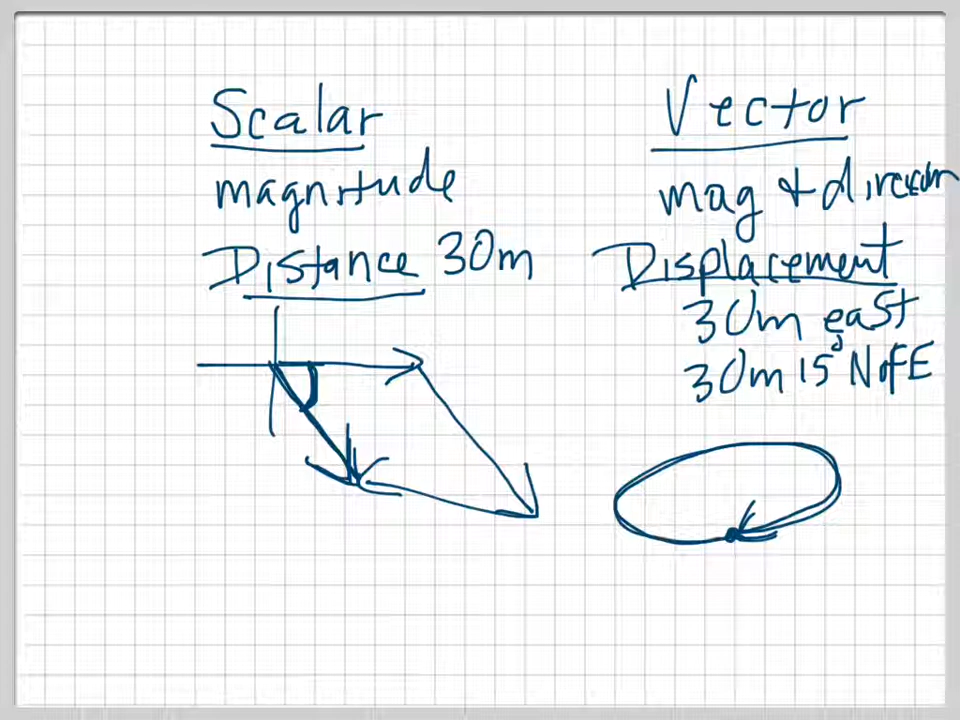 Scalar
magnitude
Distance 30m
Vector
mag + direction
Displacement
30m east
30m 15° N of E